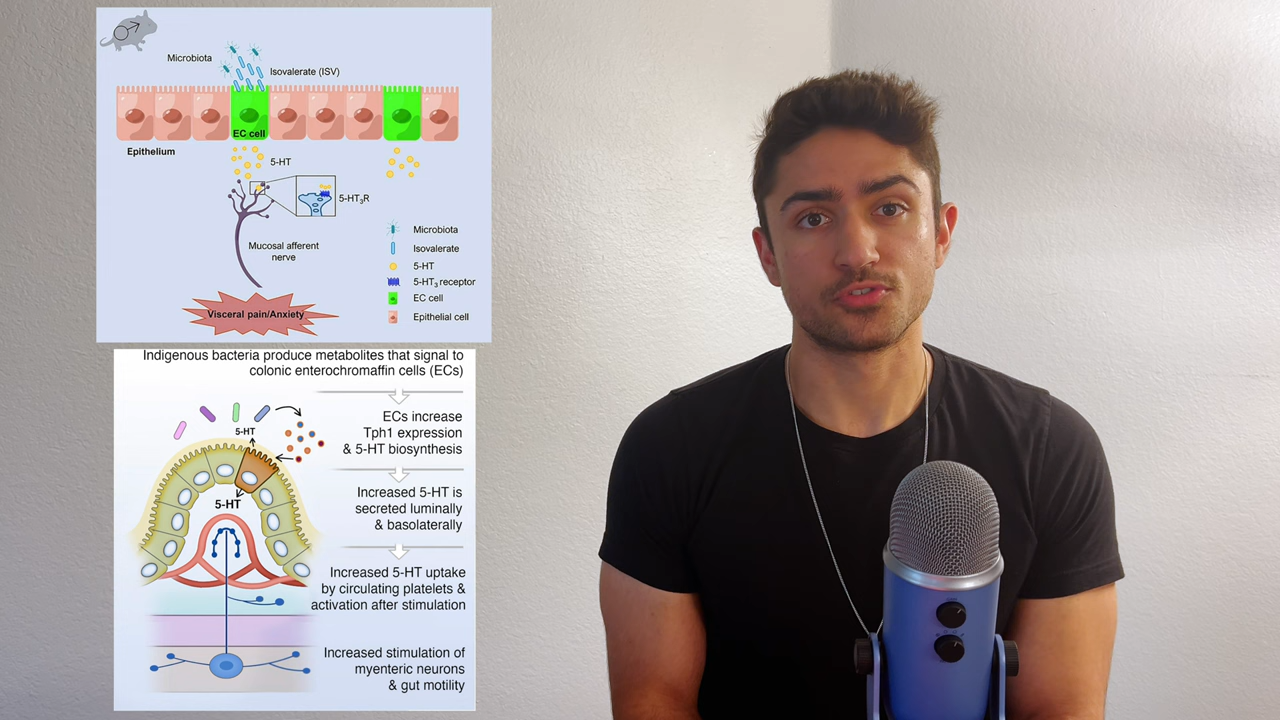 Microbiota
Isovalerate (ISV)
EC cell
Epithelium
5-HT
5-HT3R
Mucosal afferent
nerve
Visceral pain/Anxiety
Microbiota
Isovalerate
5-HT
5-HT3 receptor
EC cell
Epithelial cell
Indigenous bacteria produce metabolites that signal to
colonic enterochromaffin cells (ECs)
5-HT
5-HT
ECs increase
Tph1 expression
& 5-HT biosynthesis
Increased 5-HT is
secreted luminally
& basolaterally
Increased 5-HT uptake
by circulating platelets &
activation after stimulation
Increased stimulation of
myenteric neurons
& gut motility